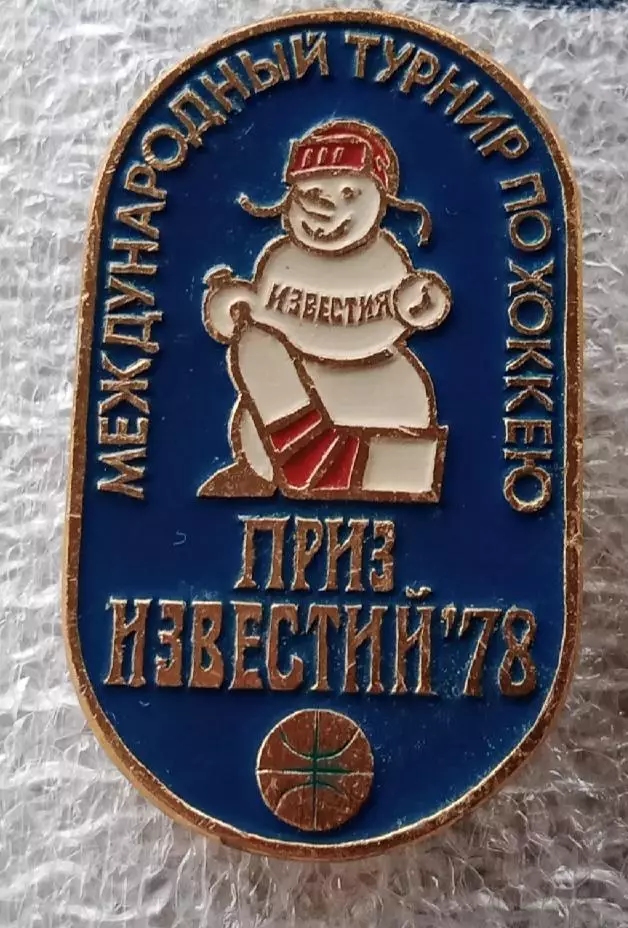 МЕЖДУНАРОДНЫЙ ТУРНИР ПО ХОККЕЮ
ИЗВЕСТИЯ
ПРИЗ
ИЗВЕСТИЙ'78